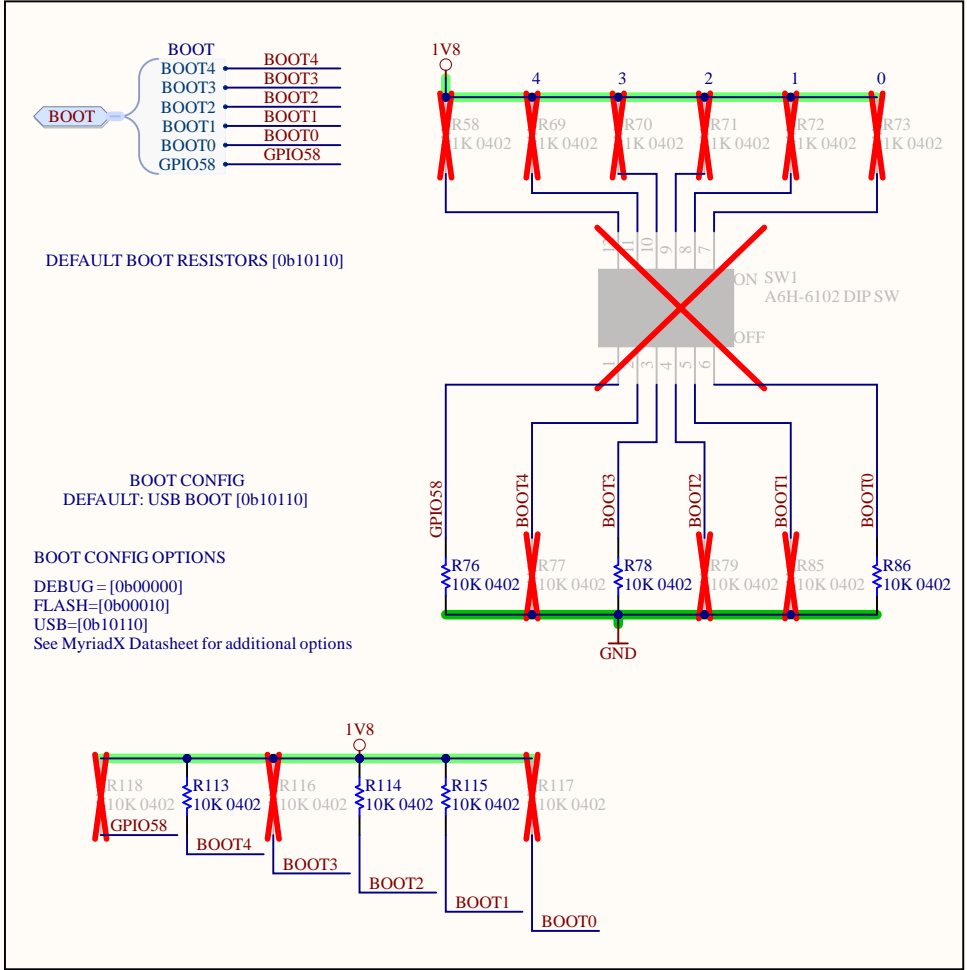 BOOT
BOOT
BOOT4
BOOT3
BOOT2
BOOT1
BOOT0
GPIO58
BOOT4
BOOT3
BOOT2
BOOT1
BOOT0
GPIO58
1V8
4
3
2
1
0
R58
1K 0402
R69
1K 0402
R70
1K 0402
R71
1K 0402
R72
1K 0402
R73
1K 0402
DEFAULT BOOT RESISTORS [0b10110]
12
11
10
9
8
7
ON
SW1
A6H-6102 DIP SW
OFF
1
2
3
4
5
6
BOOT CONFIG
DEFAULT: USB BOOT [0b10110]
BOOT CONFIG OPTIONS
DEBUG = [0b00000]
FLASH=[0b00010]
USB=[0b10110]
See MyriadX Datasheet for additional options
GPIO58
BOOT4
BOOT3
BOOT2
BOOT1
BOOT0
R76
10K 0402
R77
10K 0402
R78
10K 0402
R79
10K 0402
R85
10K 0402
R86
10K 0402
GND
1V8
R118
10K 0402
R113
10K 0402
R116
10K 0402
R114
10K 0402
R115
10K 0402
R117
10K 0402
GPIO58
BOOT4
BOOT3
BOOT2
BOOT1
BOOT0